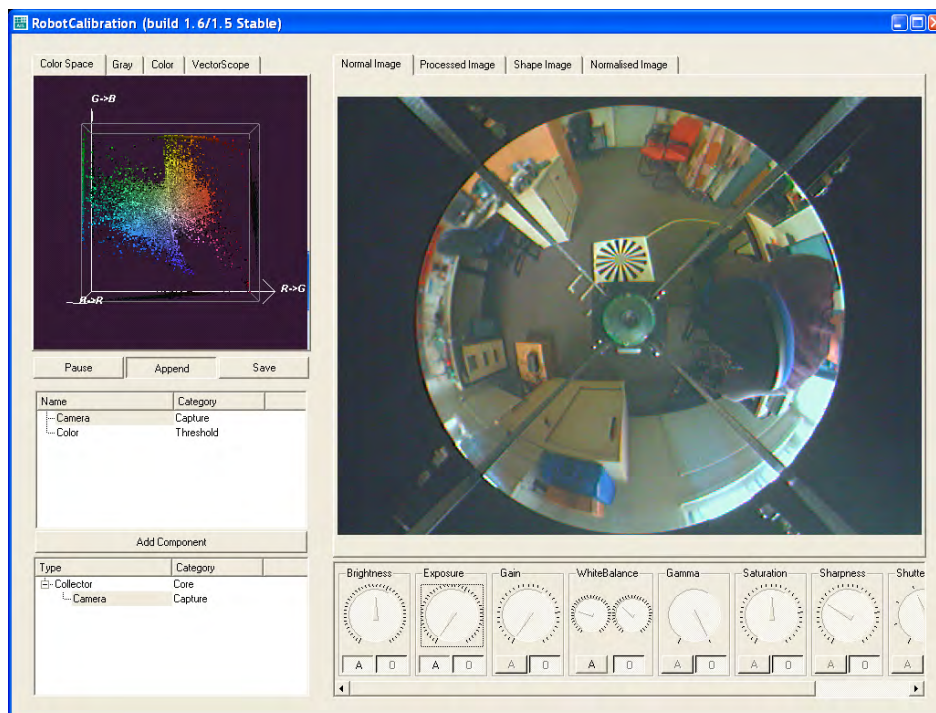 RobotCalibration (build 1.6/1.5 Stable)
Color Space Gray Color VectorScope
G->B
R->G
B->R
Pause Append Save
Name Category
Camera Capture
Color Threshold
Add Component
Type Category
Collector Core
Camera Capture
Normal Image Processed Image Shape Image Normalised Image
Brightness Exposure Gain WhiteBalance Gamma Saturation Sharpness Shutte
A 0 A 0 A 0 A 0 A 0 A 0 A 0 A